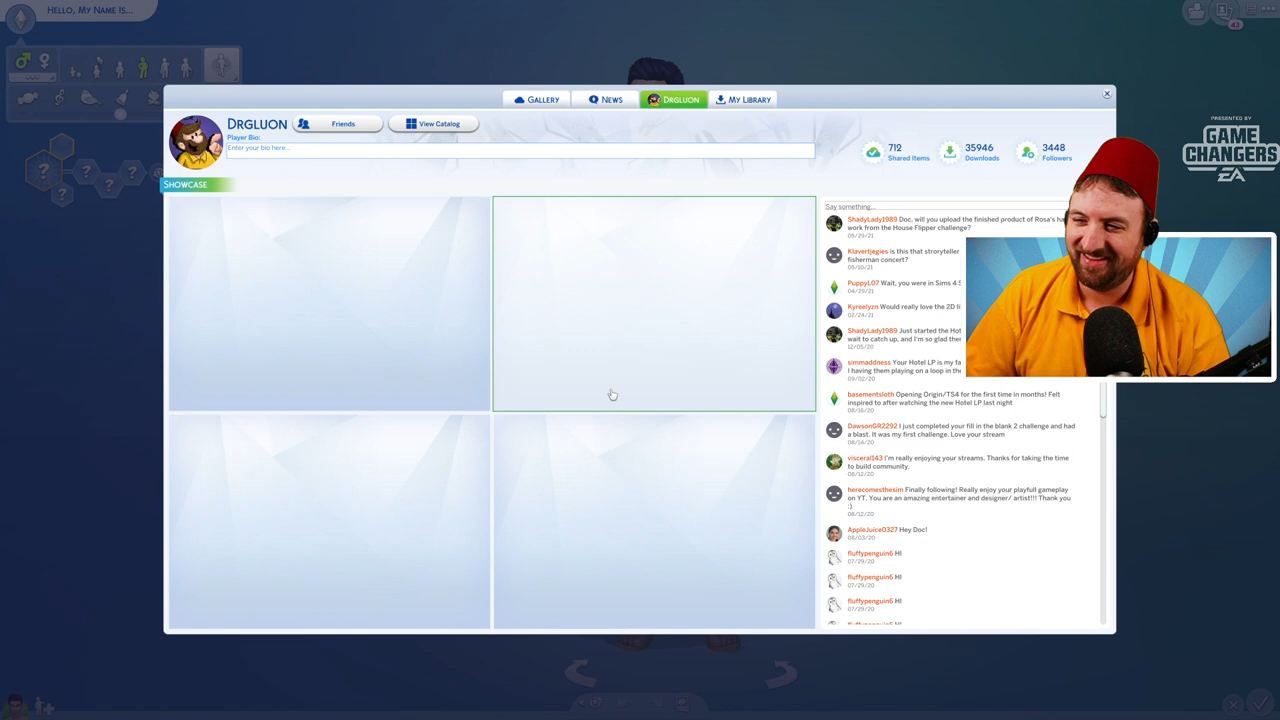 HELLO, MY NAME IS...
43
GALLERY
NEWS
DRGLUON
MY LIBRARY
DRGLUON
Friends
View Catalog
Player Bio:
Enter your bio here...
712
Shared Items
35946
Downloads
3448
Followers
PRESENTED BY
GAME
CHANGERS
EA
SHOWCASE
Say something...
ShadyLady1989 Doc, will you upload the finished product of Rosa's
work from the House Flipper challenge?
05/29/21
Klavertjegies is this that stroryteller
fisherman concert?
05/10/21
PuppyL07 Wait, you were in Sims 4
04/29/21
Kyreelyzn Would really love the 2D
02/24/21
ShadyLady1989 Just started the
wait to catch up, and I'm so glad
12/05/20
simmaddness Your Hotel LP is my
I having them playing on a loop in
09/02/20
basementsloth Opening Origin/TS4 for the first time in months! Felt
inspired to after watching the new Hotel LP last night
08/16/20
DawsonGR2292 I just completed your fill in the blank 2 challenge and had
a blast. It was my first challenge. Love your stream
08/14/20
visceral143 I'm really enjoying your streams. Thanks for taking the time
to build community.
08/12/20
herecomesthesim Finally following! Really enjoy your playfull gameplay
on YT. You are an amazing entertainer and designer/ artist!!! Thank you
:)
08/12/20
AppleJuice0327 Hey Doc!
08/03/20
fluffypenguin6 HI
07/29/20
fluffypenguin6 HI
07/29/20
fluffypenguin6 HI
07/29/20
fluffypenguin6 HI